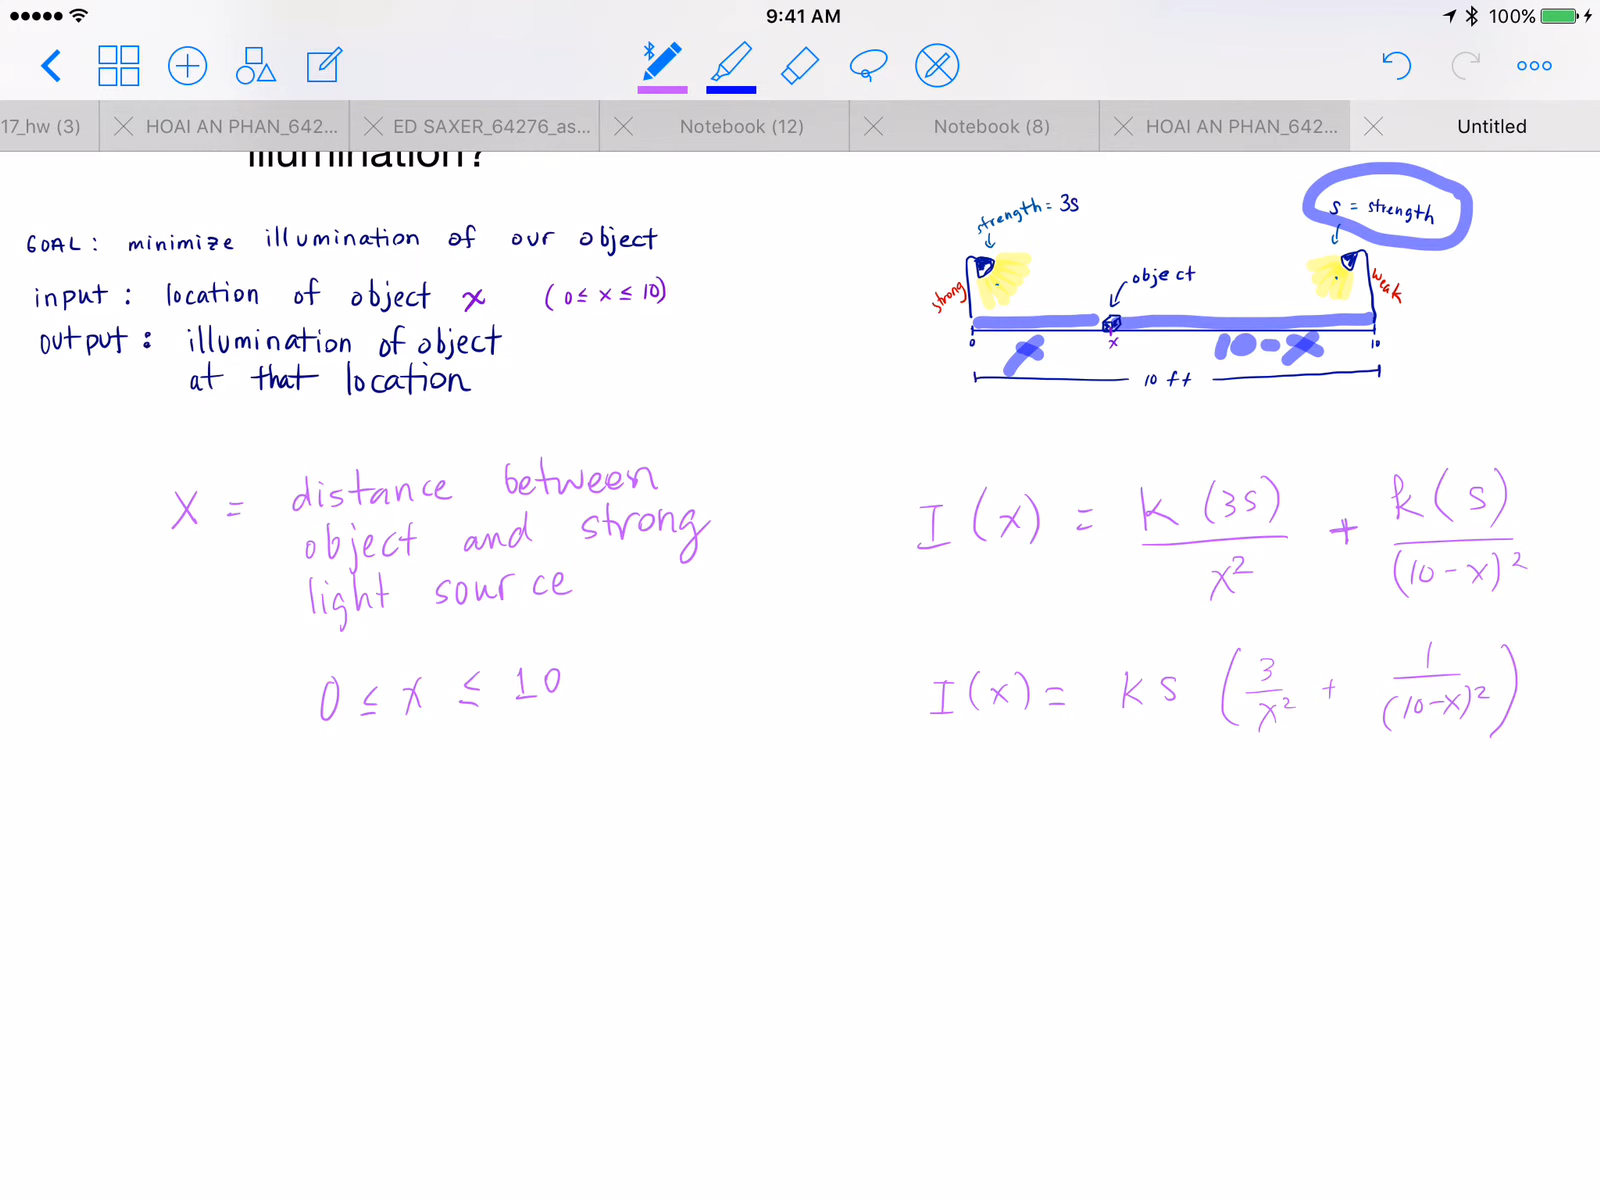 9:41 AM
100%
17_hw (3)
HOAI AN PHAN_642...
ED SAXER_64276_as...
Notebook (12)
Notebook (8)
HOAI AN PHAN_642...
Untitled
illumination?
GOAL: minimize illumination of our object
input: location of object x (0 ≤ x ≤ 10)
output: illumination of object
at that location
strength = 3s
s = strength
strong
object
weak
0
x
10
x
10-x
10 ft
X = distance between
object and strong
light source
0 ≤ x ≤ 10
I(x) = k(3s)/x² + k(s)/(10-x)²
I(x) = ks (3/x² + 1/(10-x)²)